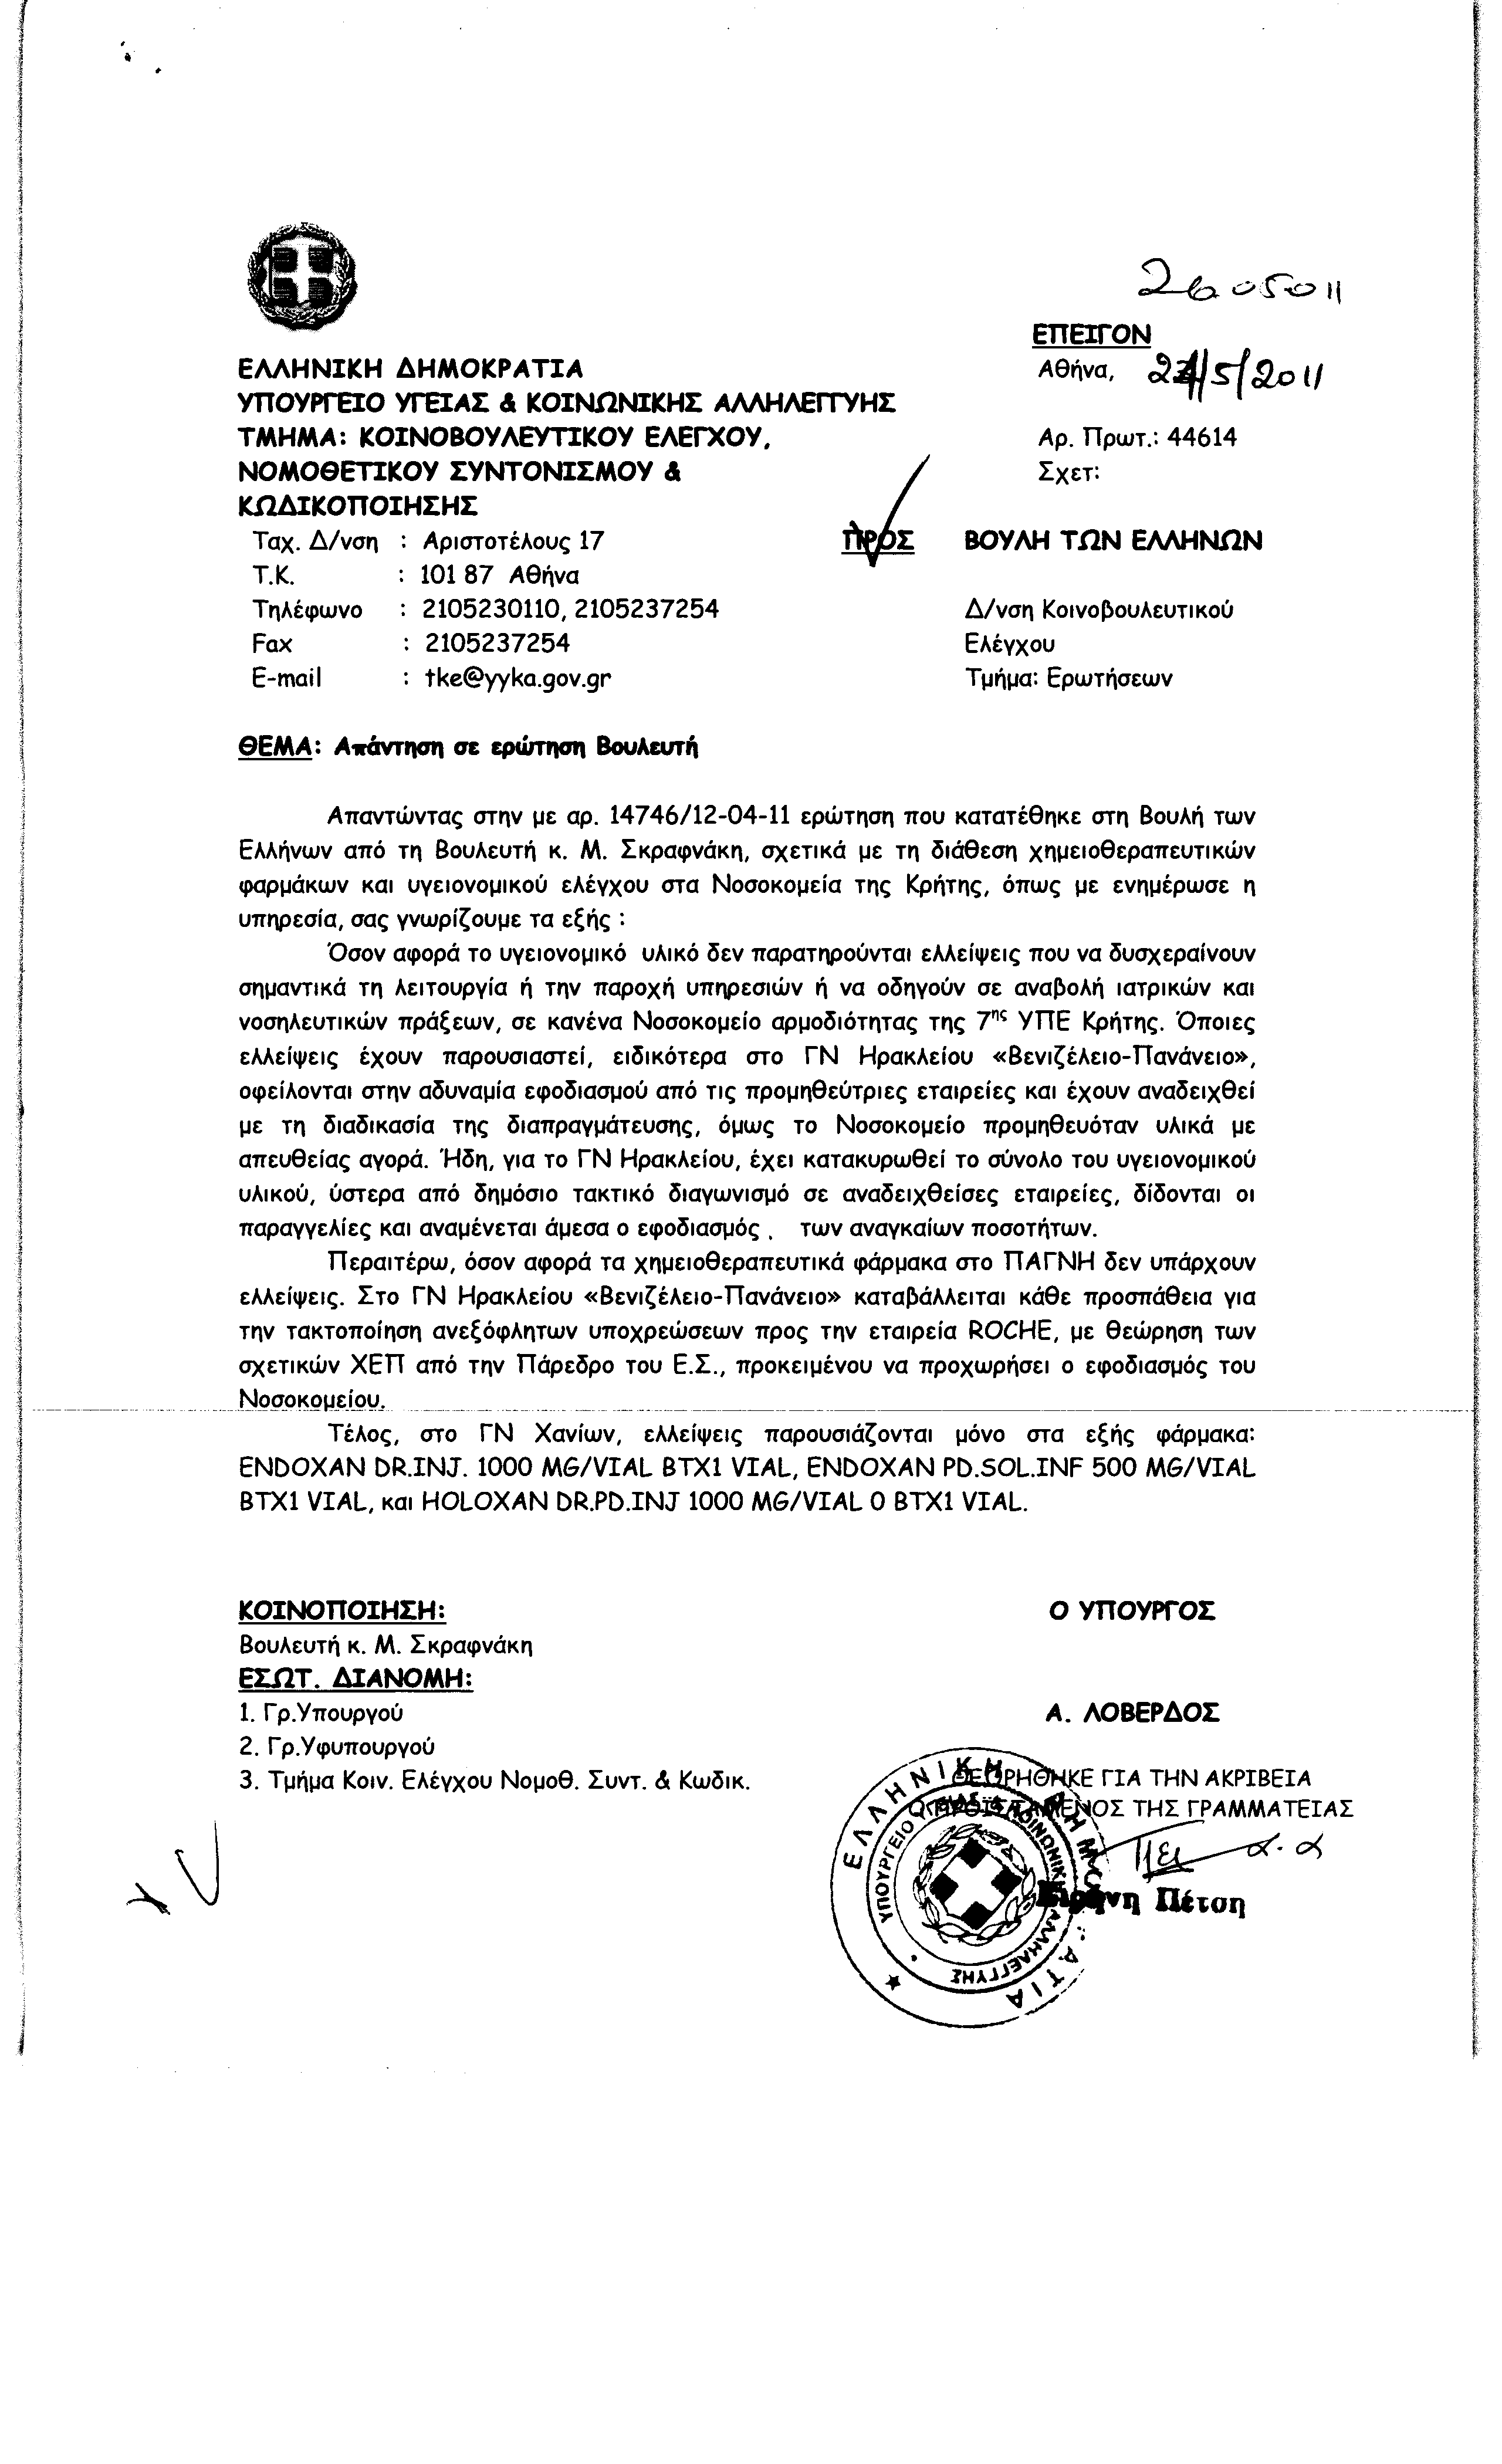 260511
ΕΠΕΙΓΟΝ
ΕΛΛΗΝΙΚΗ ΔΗΜΟΚΡΑΤΙΑ
ΥΠΟΥΡΓΕΙΟ ΥΓΕΙΑΣ & ΚΟΙΝΩΝΙΚΗΣ ΑΛΛΗΛΕΓΓΥΗΣ
ΤΜΗΜΑ: ΚΟΙΝΟΒΟΥΛΕΥΤΙΚΟΥ ΕΛΕΓΧΟΥ,
ΝΟΜΟΘΕΤΙΚΟΥ ΣΥΝΤΟΝΙΣΜΟΥ &
ΚΩΔΙΚΟΠΟΙΗΣΗΣ
Ταχ. Δ/νση : Αριστοτέλους 17
Τ.Κ. : 101 87 Αθήνα
Τηλέφωνο : 2105230110, 2105237254
Fax : 2105237254
E-mail : tke@yyka.gov.gr
Αθήνα, /5/2011
Αρ. Πρωτ.: 44614
Σχετ:
ΠΡΟΣ ΒΟΥΛΗ ΤΩΝ ΕΛΛΗΝΩΝ
Δ/νση Κοινοβουλευτικού
Ελέγχου
Τμήμα: Ερωτήσεων
ΘΕΜΑ: Απάντηση σε ερώτηση Βουλευτή
Απαντώντας στην με αρ. 14746/12-04-11 ερώτηση που κατατέθηκε στη Βουλή των
Ελλήνων από τη Βουλευτή κ. Μ. Σκραφνάκη, σχετικά με τη διάθεση χημειοθεραπευτικών
φαρμάκων και υγειονομικού ελέγχου στα Νοσοκομεία της Κρήτης, όπως με ενημέρωσε η
υπηρεσία, σας γνωρίζουμε τα εξής :
Όσον αφορά το υγειονομικό υλικό δεν παρατηρούνται ελλείψεις που να δυσχεραίνουν
σημαντικά τη λειτουργία ή την παροχή υπηρεσιών ή να οδηγούν σε αναβολή ιατρικών και
νοσηλευτικών πράξεων, σε κανένα Νοσοκομείο αρμοδιότητας της 7ης ΥΠΕ Κρήτης. Όποιες
ελλείψεις έχουν παρουσιαστεί, ειδικότερα στο ΓΝ Ηρακλείου «Βενιζέλειο-Πανάνειο»,
οφείλονται στην αδυναμία εφοδιασμού από τις προμηθεύτριες εταιρείες και έχουν αναδειχθεί
με τη διαδικασία της διαπραγμάτευσης, όμως το Νοσοκομείο προμηθευόταν υλικά με
απευθείας αγορά. Ήδη, για το ΓΝ Ηρακλείου, έχει κατακυρωθεί το σύνολο του υγειονομικού
υλικού, ύστερα από δημόσιο τακτικό διαγωνισμό σε αναδειχθείσες εταιρείες, δίδονται οι
παραγγελίες και αναμένεται άμεσα ο εφοδιασμός . των αναγκαίων ποσοτήτων.
Περαιτέρω, όσον αφορά τα χημειοθεραπευτικά φάρμακα στο ΠΑΓΝΗ δεν υπάρχουν
ελλείψεις. Στο ΓΝ Ηρακλείου «Βενιζέλειο-Πανάνειο» καταβάλλειται κάθε προσπάθεια για
την τακτοποίηση ανεξόφλητων υποχρεώσεων προς την εταιρεία ROCHE, με θεώρηση των
σχετικών ΧΕΠ από την Πάρεδρο του Ε.Σ., προκειμένου να προχωρήσει ο εφοδιασμός του
Νοσοκομείου.
Τέλος, στο ΓΝ Χανίων, ελλείψεις παρουσιάζονται μόνο στα εξής φάρμακα:
ENDOXAN DR.INJ. 1000 MG/VIAL BTX1 VIAL, ENDOXAN PD.SOL.INF 500 MG/VIAL
BTX1 VIAL, και HOLOXAN DR.PD.INJ 1000 MG/VIAL O BTX1 VIAL.
ΚΟΙΝΟΠΟΙΗΣΗ:
Βουλευτή κ. Μ. Σκραφνάκη
ΕΣΩΤ. ΔΙΑΝΟΜΗ:
1. Γρ.Υπουργού
2. Γρ.Υφυπουργού
3. Τμήμα Κοιν. Ελέγχου Νομοθ. Συντ. & Κωδικ.
Ο ΥΠΟΥΡΓΟΣ
Α. ΛΟΒΕΡΔΟΣ
ΘΕΩΡΗΘΗΚΕ ΓΙΑ ΤΗΝ ΑΚΡΙΒΕΙΑ
Ο ΠΡΟΪΣΤΑΜΕΝΟΣ ΤΗΣ ΓΡΑΜΜΑΤΕΙΑΣ
Ειρήνη Πέτση
ΕΛΛΗΝΙΚΗ ΔΗΜΟΚΡΑΤΙΑ
ΥΠΟΥΡΓΕΙΟ ΥΓΕΙΑΣ & ΚΟΙΝΩΝΙΚΗΣ ΑΛΛΗΛΕΓΓΥΗΣ